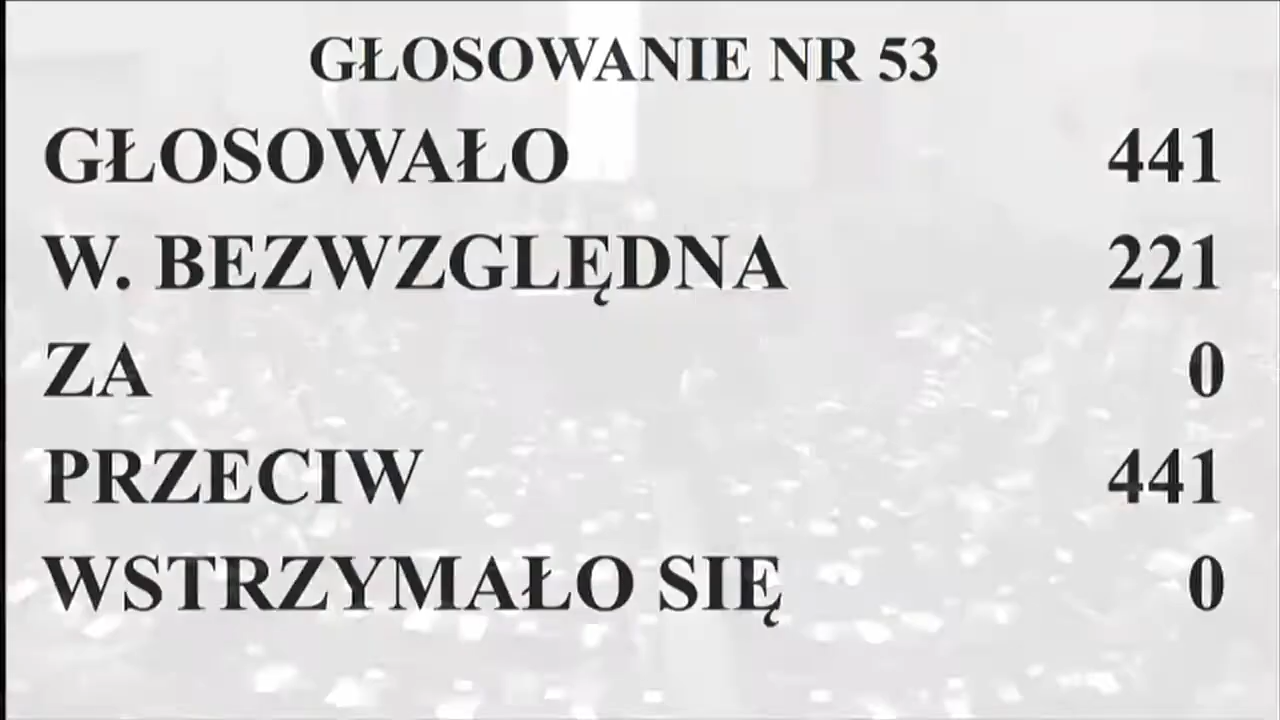 GŁOSOWANIE NR 53
GŁOSOWAŁO 441
W. BEZWZGLĘDNA 221
ZA 0
PRZECIW 441
WSTRZYMAŁO SIĘ 0